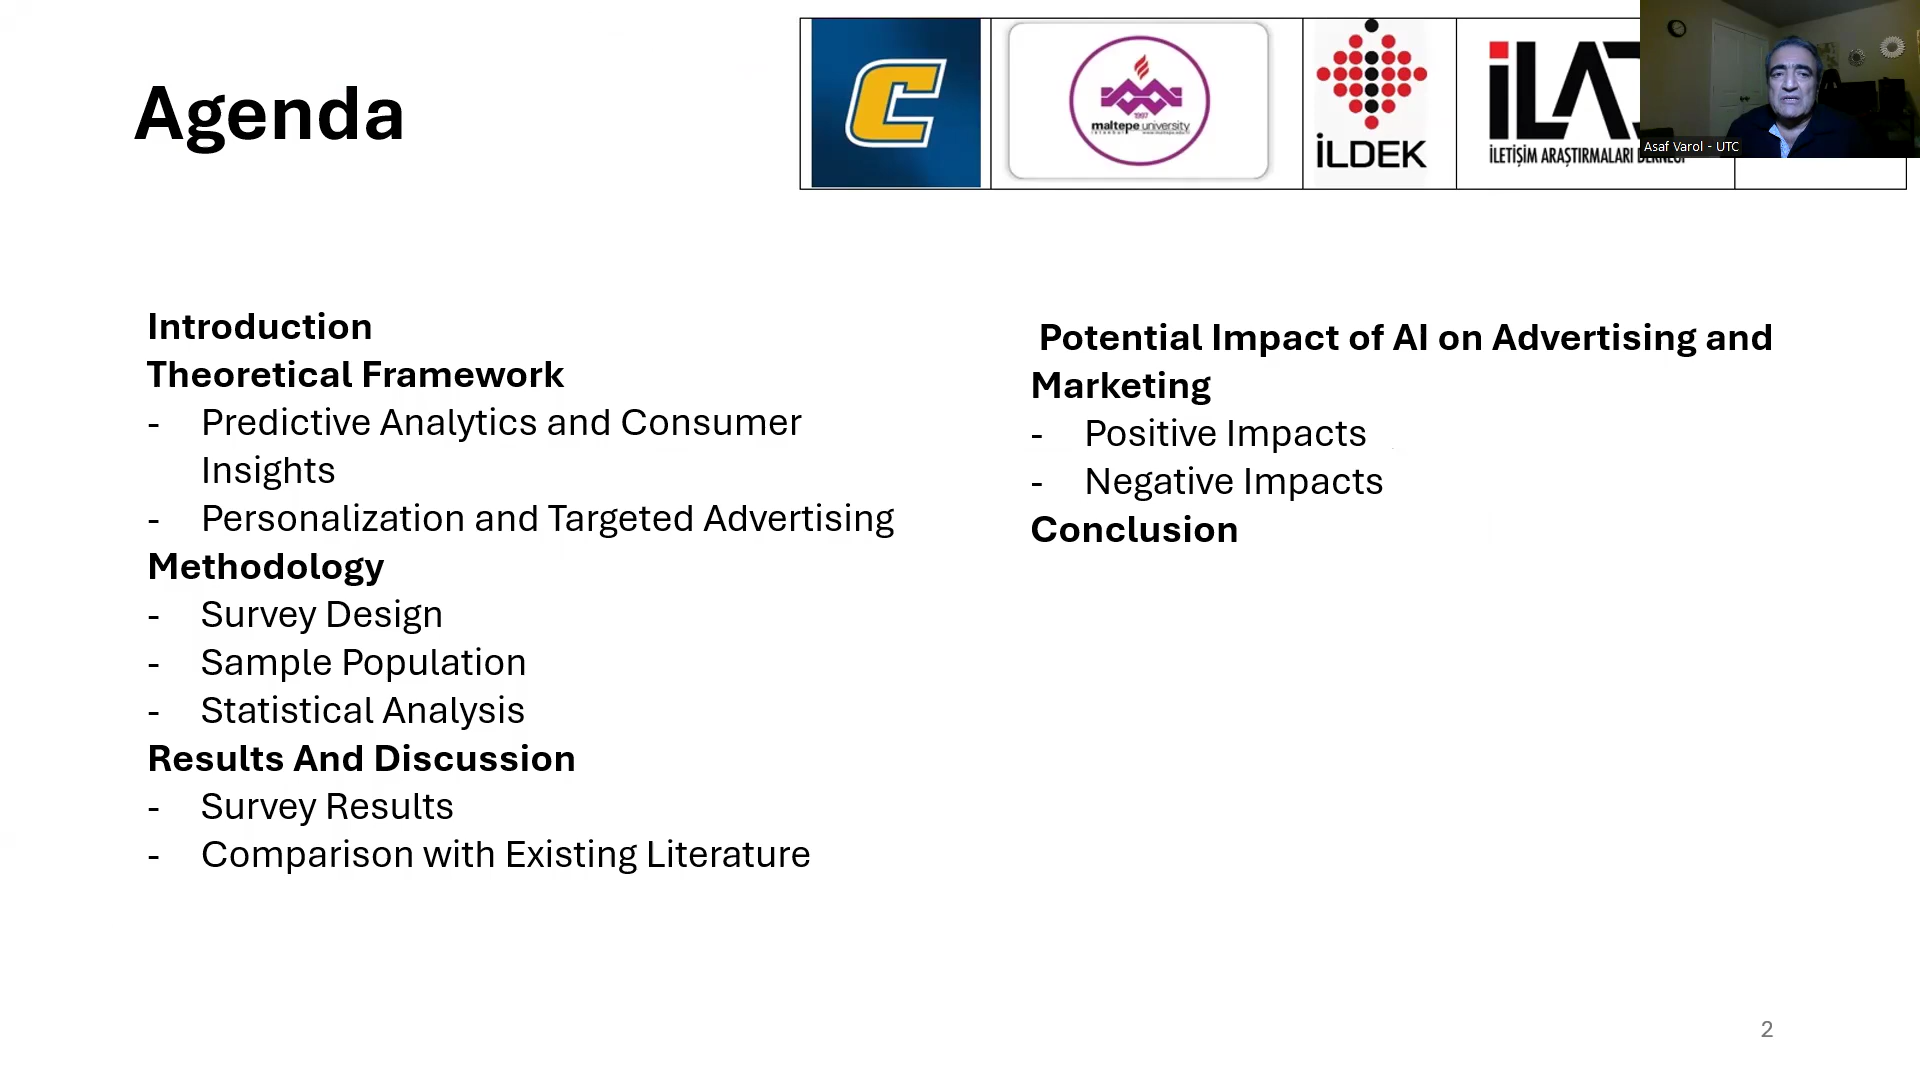 Agenda
1997
maltepe university
İLDEK
İLETİŞİM ARAŞTIRMALARI
Asaf Varol - UTC
Introduction
Theoretical Framework
- Predictive Analytics and Consumer
Insights
- Personalization and Targeted Advertising
Methodology
- Survey Design
- Sample Population
- Statistical Analysis
Results And Discussion
- Survey Results
- Comparison with Existing Literature
Potential Impact of AI on Advertising and
Marketing
- Positive Impacts
- Negative Impacts
Conclusion
2